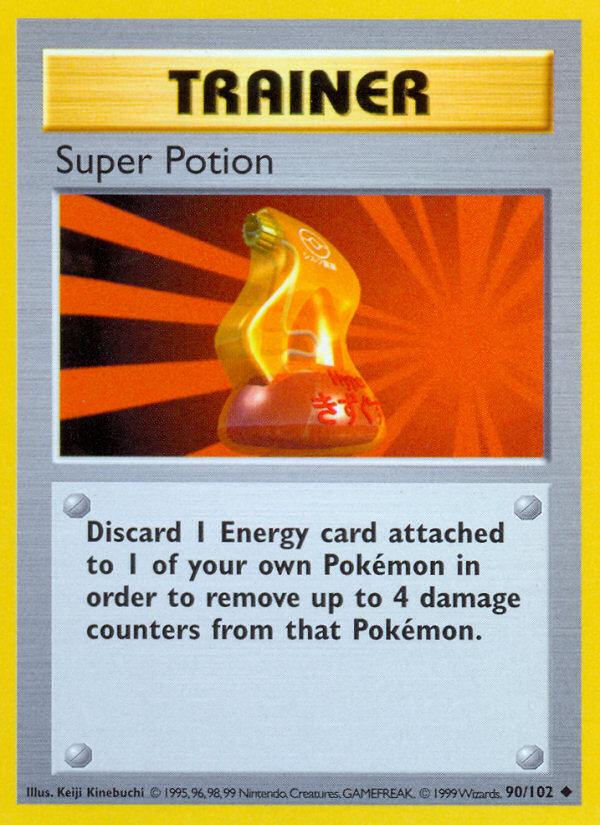 TRAINER
Super Potion
きずぐ
Discard 1 Energy card attached
to 1 of your own Pokémon in
order to remove up to 4 damage
counters from that Pokémon.
Illus. Keiji Kinebuchi © 1995, 96, 98, 99 Nintendo, Creatures, GAMEFREAK. © 1999 Wizards. 90/102 ◆